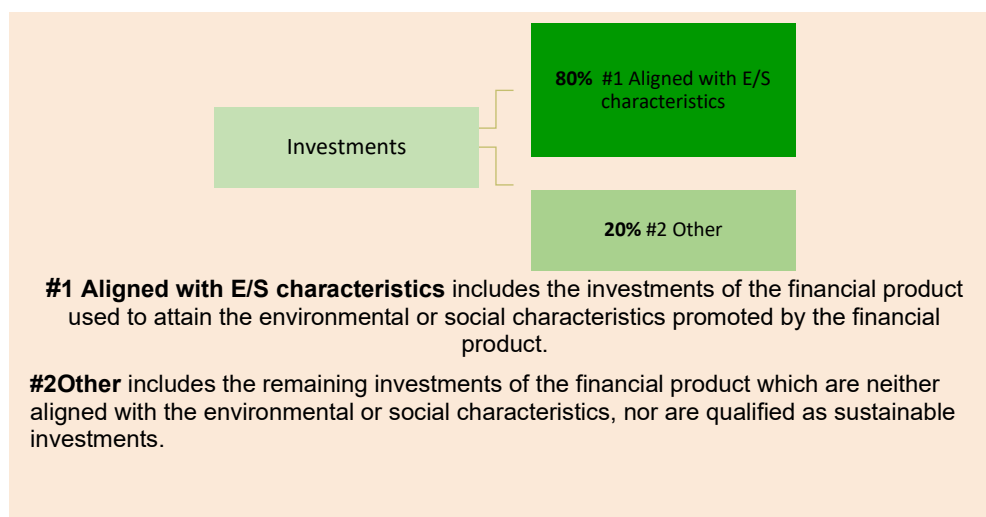 80% #1 Aligned with E/S
characteristics
Investments
20% #2 Other
#1 Aligned with E/S characteristics includes the investments of the financial product
used to attain the environmental or social characteristics promoted by the financial
product.
#2Other includes the remaining investments of the financial product which are neither
aligned with the environmental or social characteristics, nor are qualified as sustainable
investments.